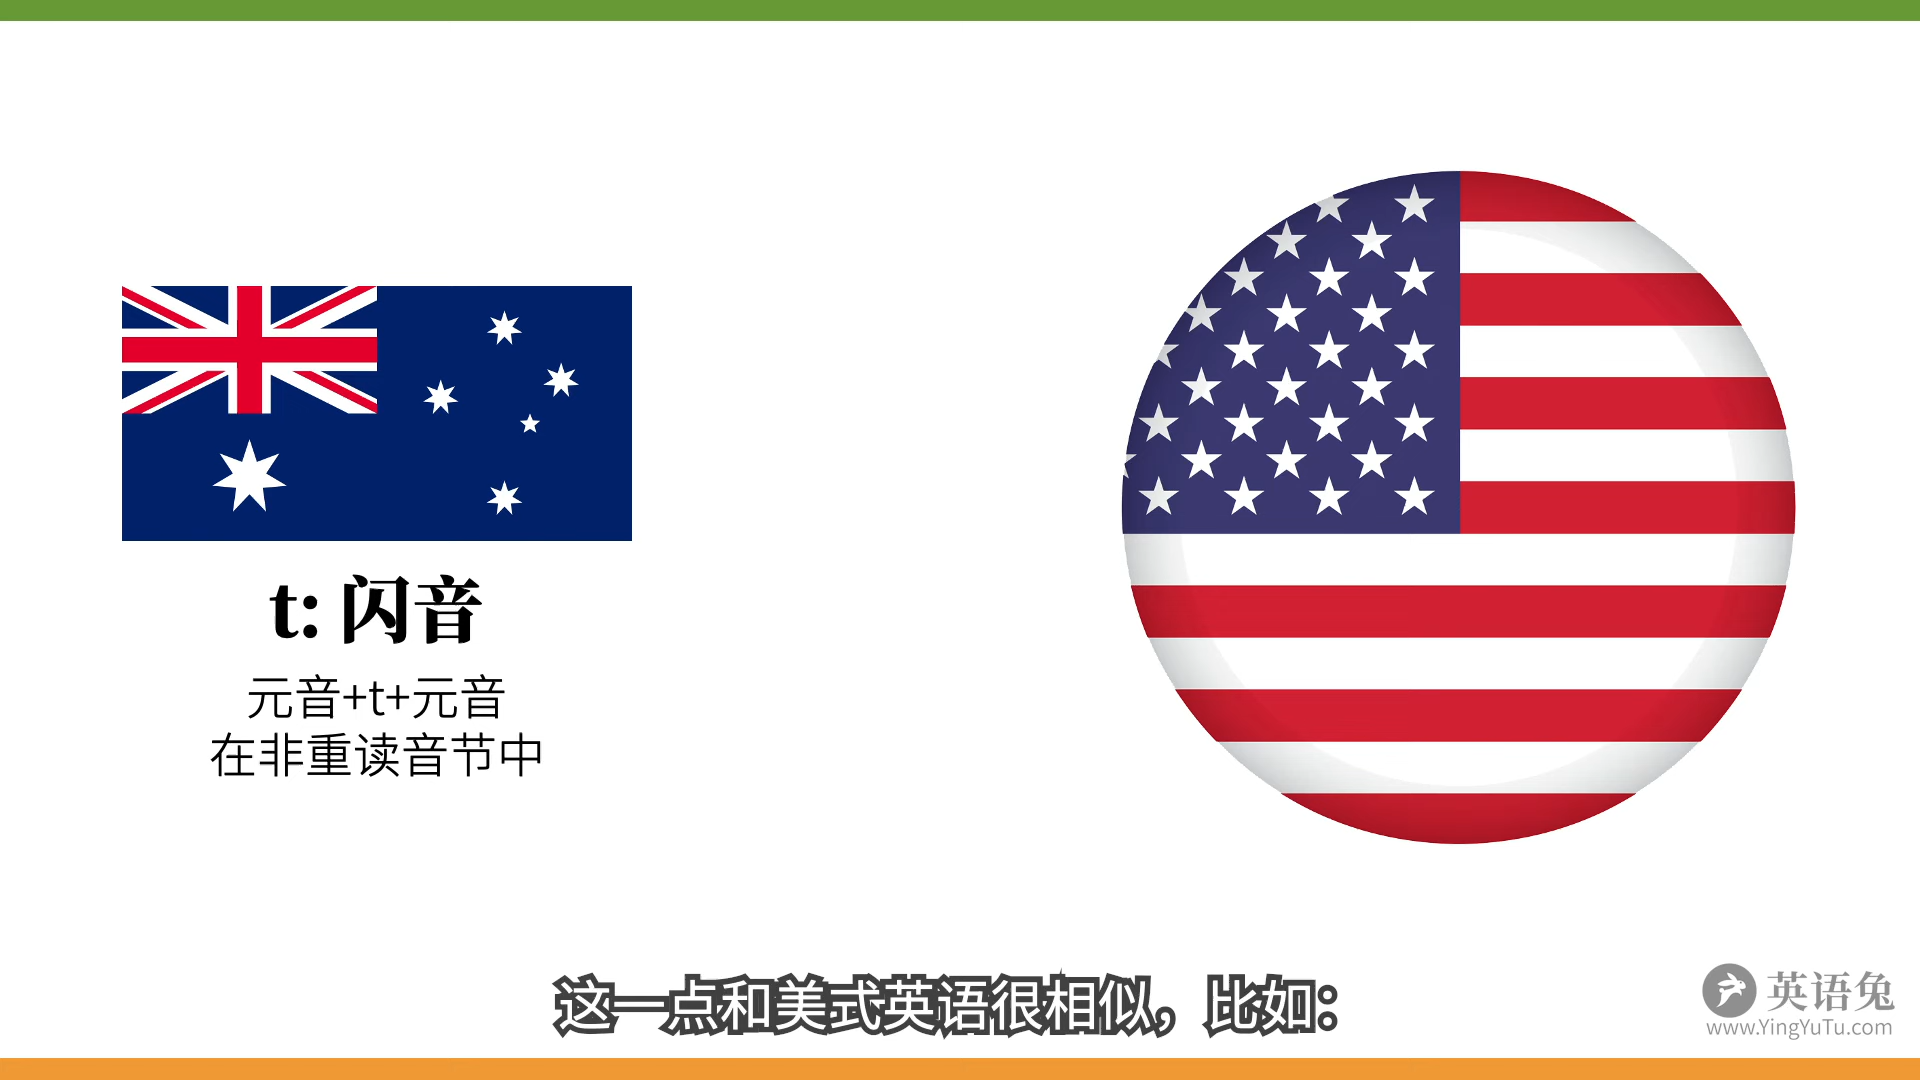 t: 闪音
元音+t+元音
在非重读音节中
这一点和美式英语很相似，比如：
英语兔
www.YingYuTu.com